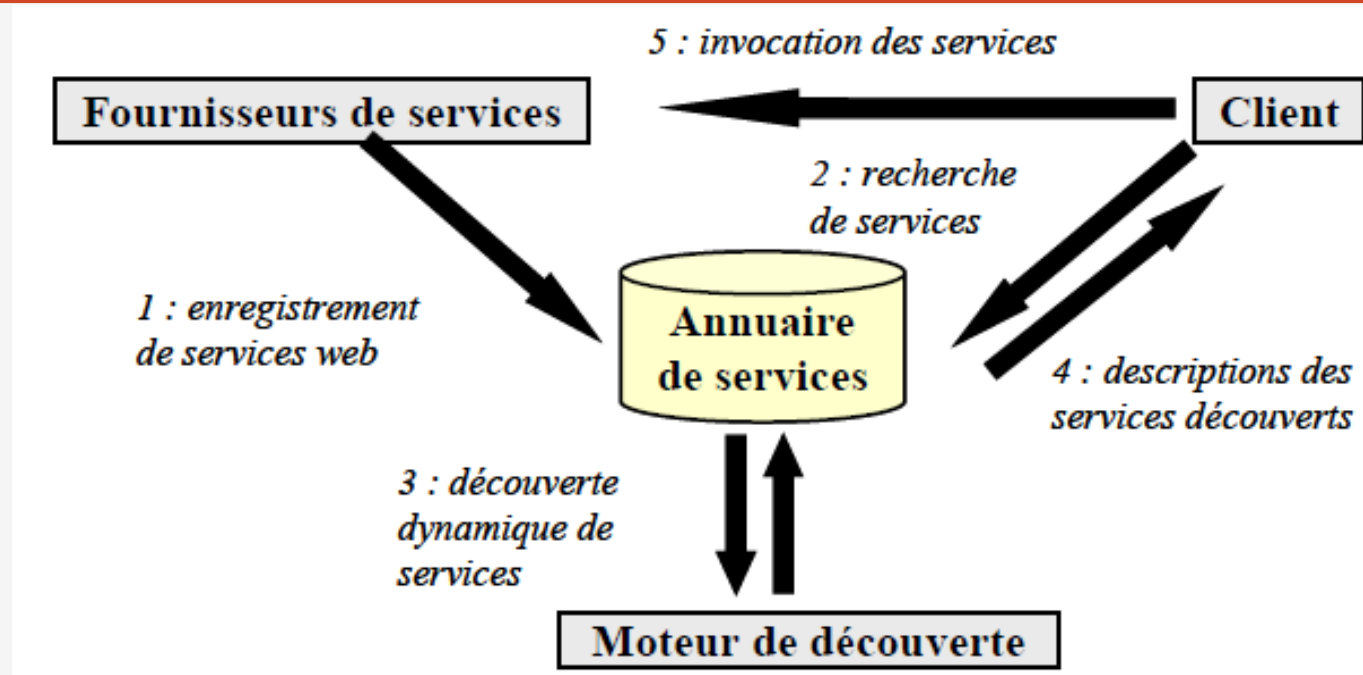 5 : invocation des services
Fournisseurs de services
Client
2 : recherche
de services
1 : enregistrement
de services web
Annuaire
de services
4 : descriptions des
services découverts
3 : découverte
dynamique de
services
Moteur de découverte